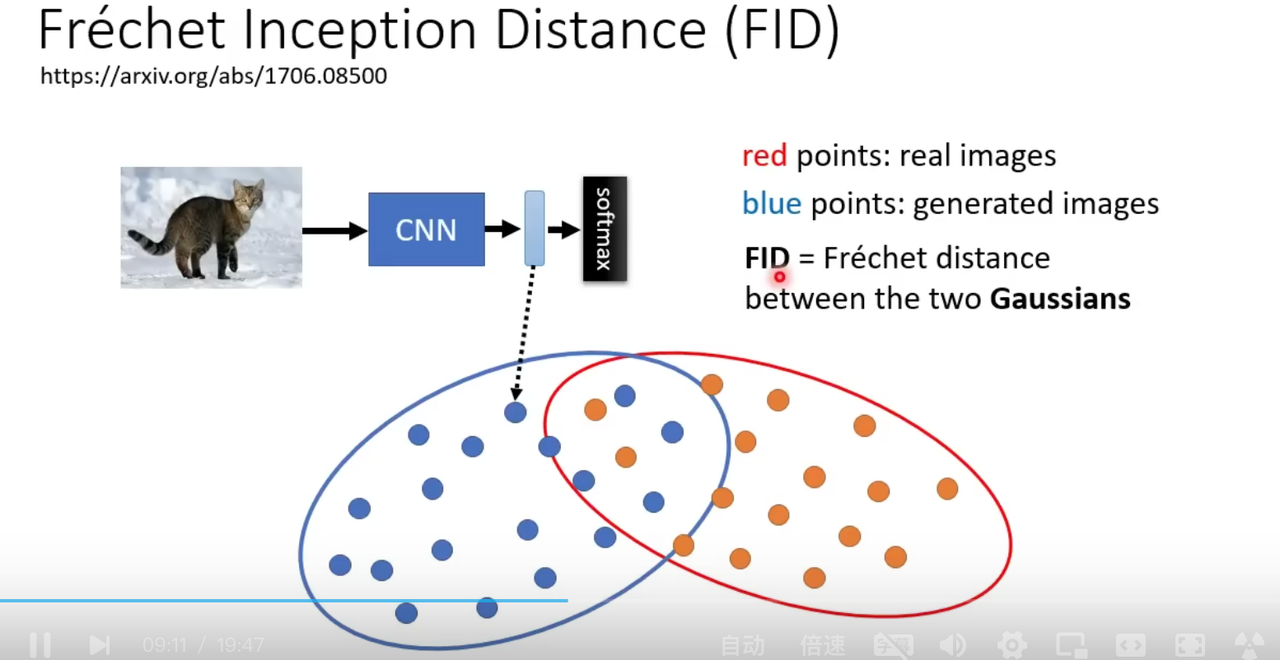 Fréchet Inception Distance (FID)
https://arxiv.org/abs/1706.08500
CNN
softmax
red points: real images
blue points: generated images
FID = Fréchet distance
between the two Gaussians
09:11 / 19:47
自动
倍速